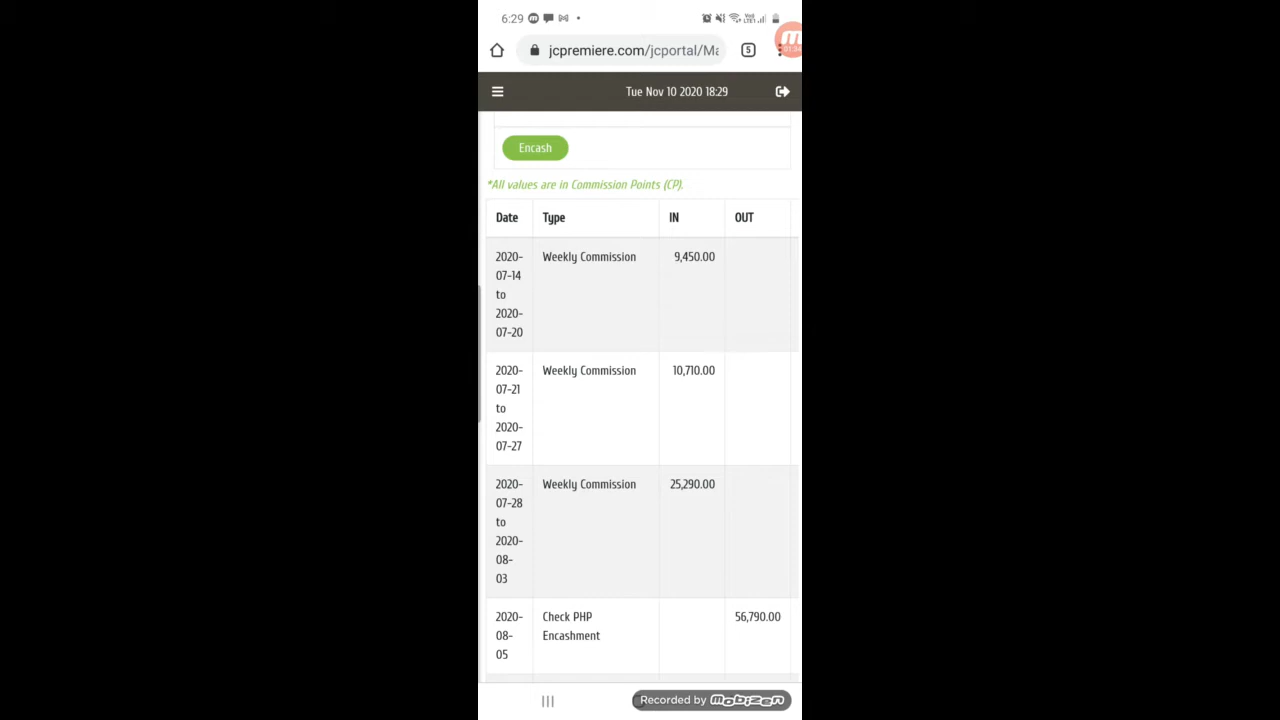 6:29
jcpremiere.com/jcportal/Ma
5
01:54
Tue Nov 10 2020 18:29
Encash
*All values are in Commission Points (CP).
Date Type IN OUT
2020-07-14 to 2020-07-20 Weekly Commission 9,450.00
2020-07-21 to 2020-07-27 Weekly Commission 10,710.00
2020-07-28 to 2020-08-03 Weekly Commission 25,290.00
2020-08-05 Check PHP Encashment 56,790.00
Recorded by mobizen